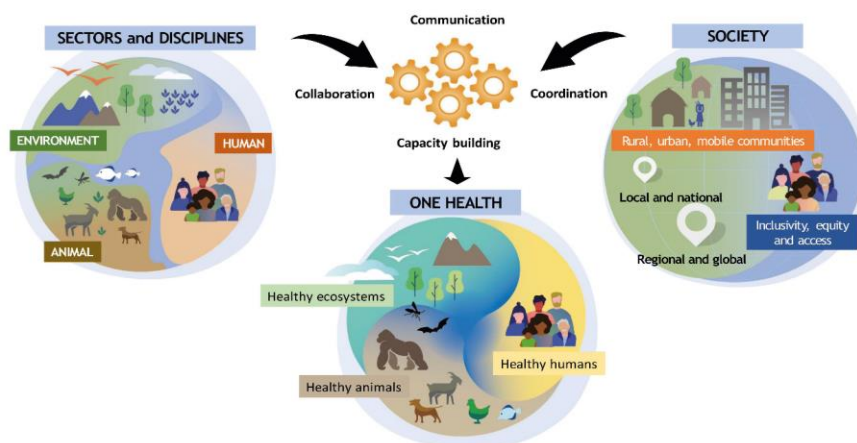 SECTORS and DISCIPLINES
ENVIRONMENT
HUMAN
ANIMAL
Communication
Collaboration
Coordination
Capacity building
SOCIETY
Rural, urban, mobile communities
Local and national
Inclusivity, equity
and access
Regional and global
ONE HEALTH
Healthy ecosystems
Healthy humans
Healthy animals